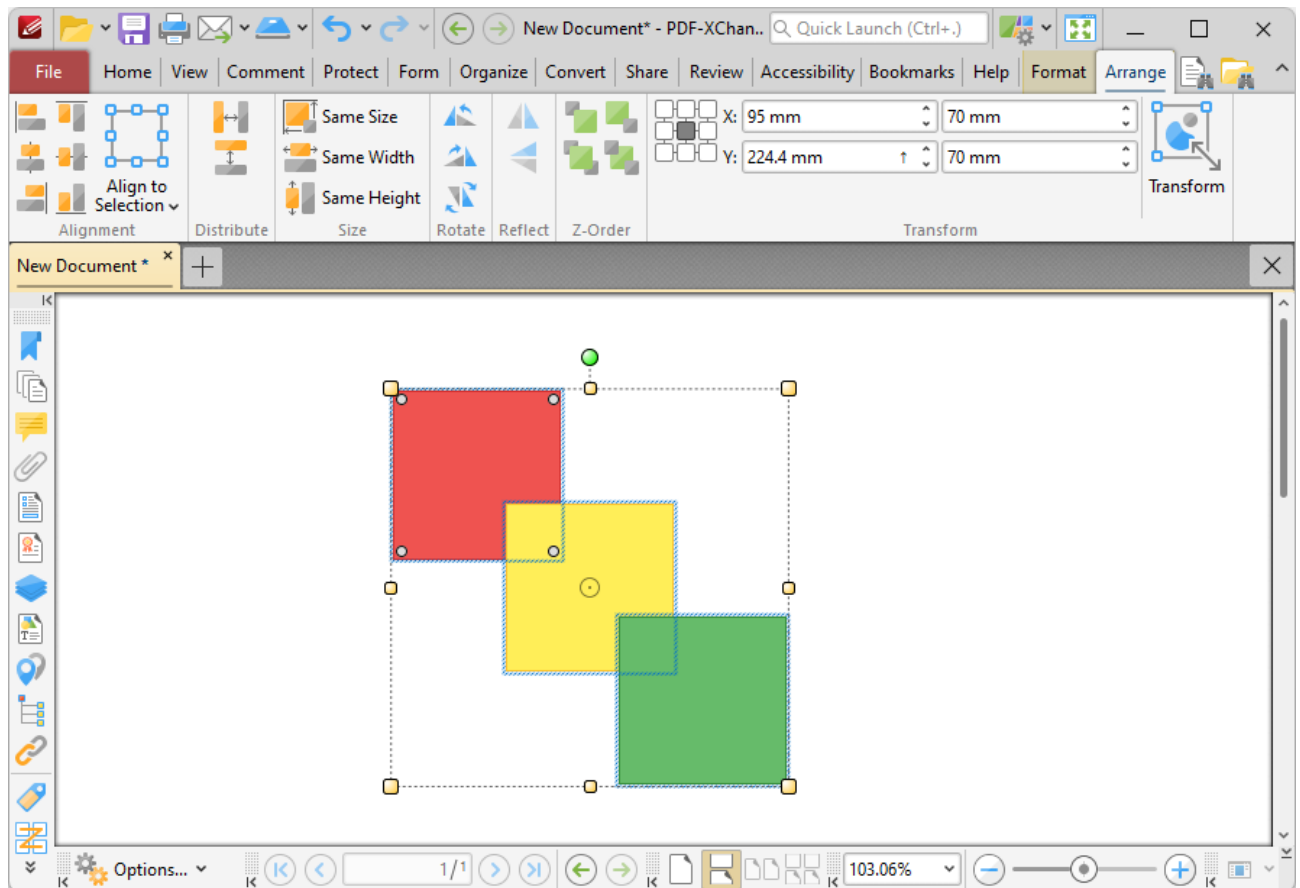 New Document* - PDF-XChan..
Quick Launch (Ctrl+.)
File Home View Comment Protect Form Organize Convert Share Review Accessibility Bookmarks Help Format Arrange
Same Size X: 95 mm 70 mm
Same Width Y: 224.4 mm ↑ 70 mm
Align to Selection
Same Height
Transform
Alignment Distribute Size Rotate Reflect Z-Order Transform
New Document * × +
Options... 1/1 103.06%